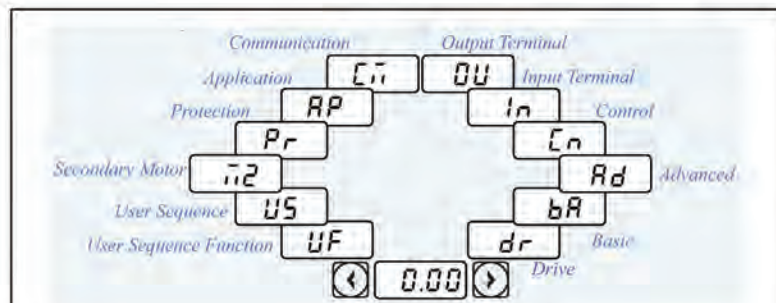 Communication Output Terminal
Application Cm OU Input Terminal
Protection AP In Control
Pr Cn
Secondary Motor m2 Ad Advanced
User Sequence US bA
User Sequence Function UF dr Basic
0.00 Drive